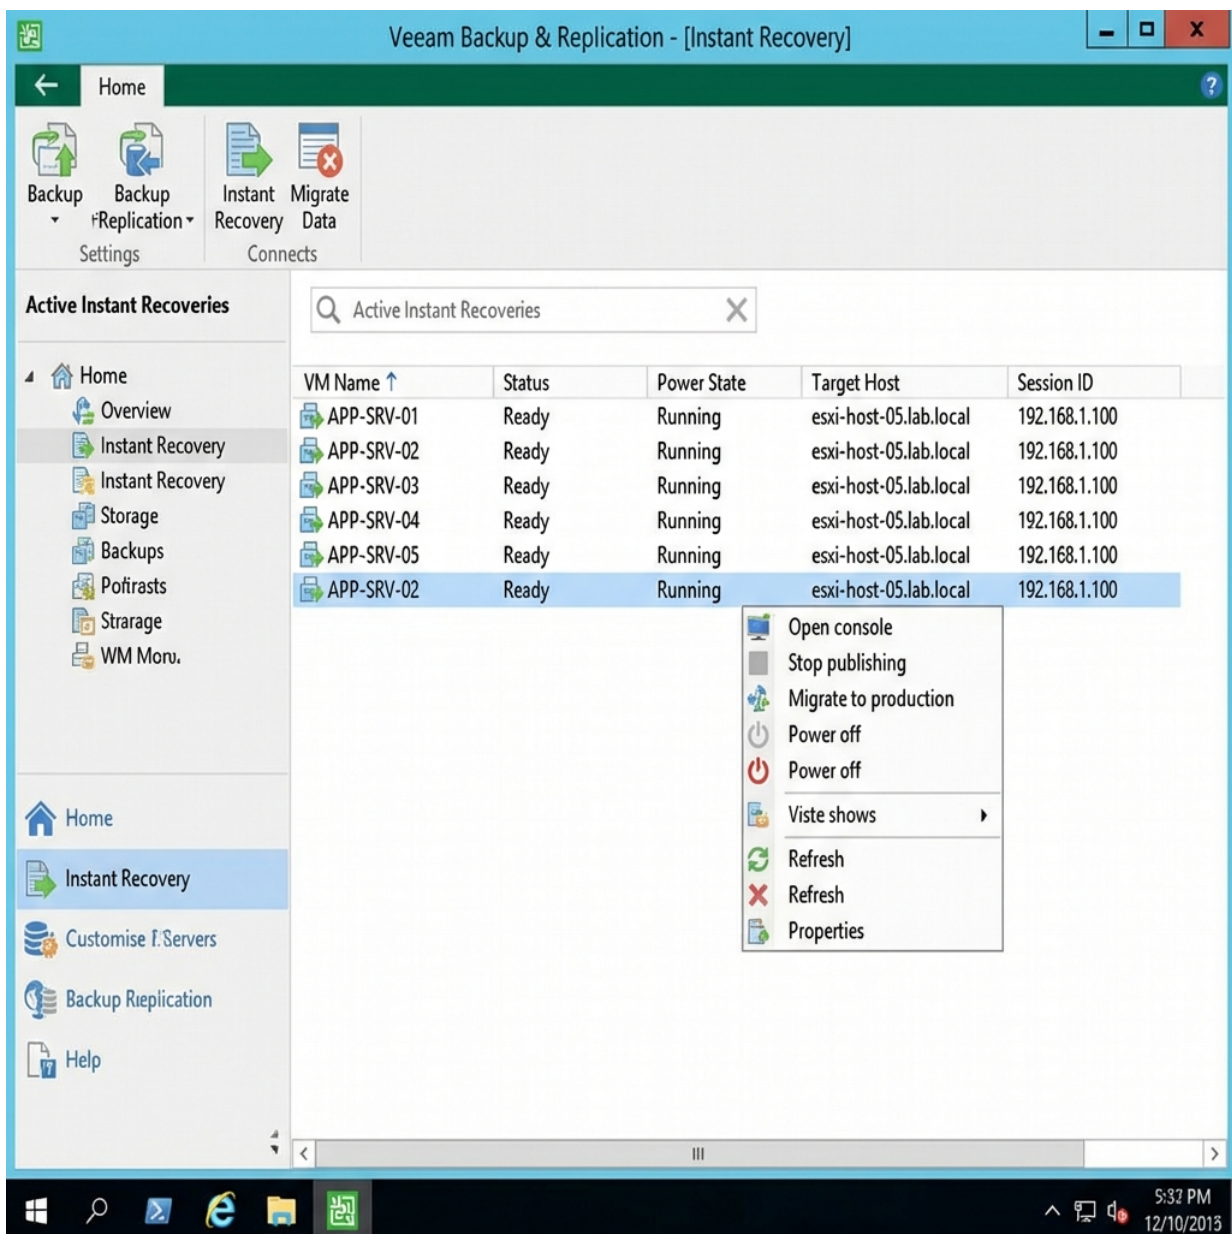 Veeam Backup & Replication - [Instant Recovery]
Home
Backup
Backup Replication
Instant Recovery
Migrate Data
Settings
Connects
Active Instant Recoveries
Active Instant Recoveries
Home
Overview
Instant Recovery
Instant Recovery
Storage
Backups
Pofirasts
Strarage
WM Moru.
Home
Instant Recovery
Customise Servers
Backup Rieplication
Help
VM Name Status Power State Target Host Session ID
APP-SRV-01 Ready Running esxi-host-05.lab.local 192.168.1.100
APP-SRV-02 Ready Running esxi-host-05.lab.local 192.168.1.100
APP-SRV-03 Ready Running esxi-host-05.lab.local 192.168.1.100
APP-SRV-04 Ready Running esxi-host-05.lab.local 192.168.1.100
APP-SRV-05 Ready Running esxi-host-05.lab.local 192.168.1.100
APP-SRV-02 Ready Running esxi-host-05.lab.local 192.168.1.100
Open console
Stop publishing
Migrate to production
Power off
Power off
Viste shows
Refresh
Refresh
Properties
5:32 PM
12/10/2015